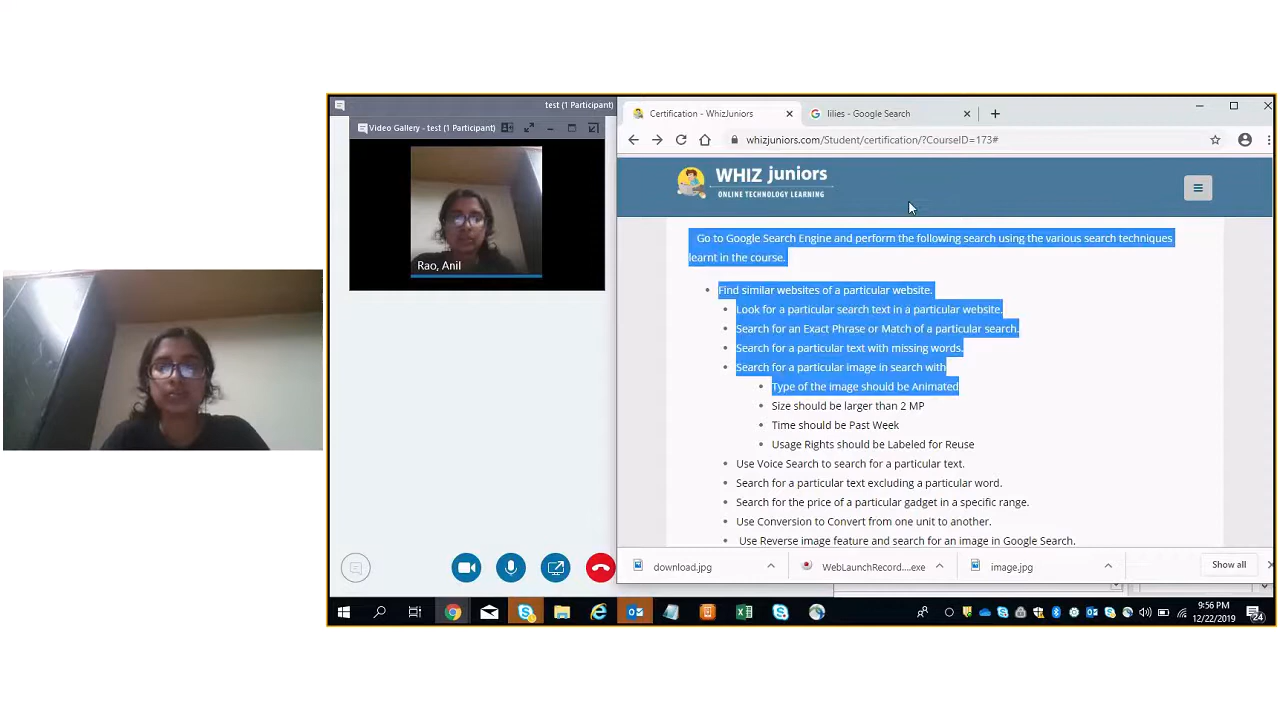 test (1 Participant)
Video Gallery - test (1 Participant)
Rao, Anil
Certification - WhizJuniors
lilies - Google Search
whizjuniors.com/Student/certification/?CourseID=173#
WHIZ juniors
ONLINE TECHNOLOGY LEARNING
Go to Google Search Engine and perform the following search using the various search techniques
learnt in the course.
Find similar websites of a particular website.
Look for a particular search text in a particular website.
Search for an Exact Phrase or Match of a particular search.
Search for a particular text with missing words.
Search for a particular image in search with
Type of the image should be Animated
Size should be larger than 2 MP
Time should be Past Week
Usage Rights should be Labeled for Reuse
Use Voice Search to search for a particular text.
Search for a particular text excluding a particular word.
Search for the price of a particular gadget in a specific range.
Use Conversion to Convert from one unit to another.
Use Reverse image feature and search for an image in Google Search.
download.jpg
WebLaunchRecord....exe
image.jpg
Show all
9:56 PM
12/22/2019
24